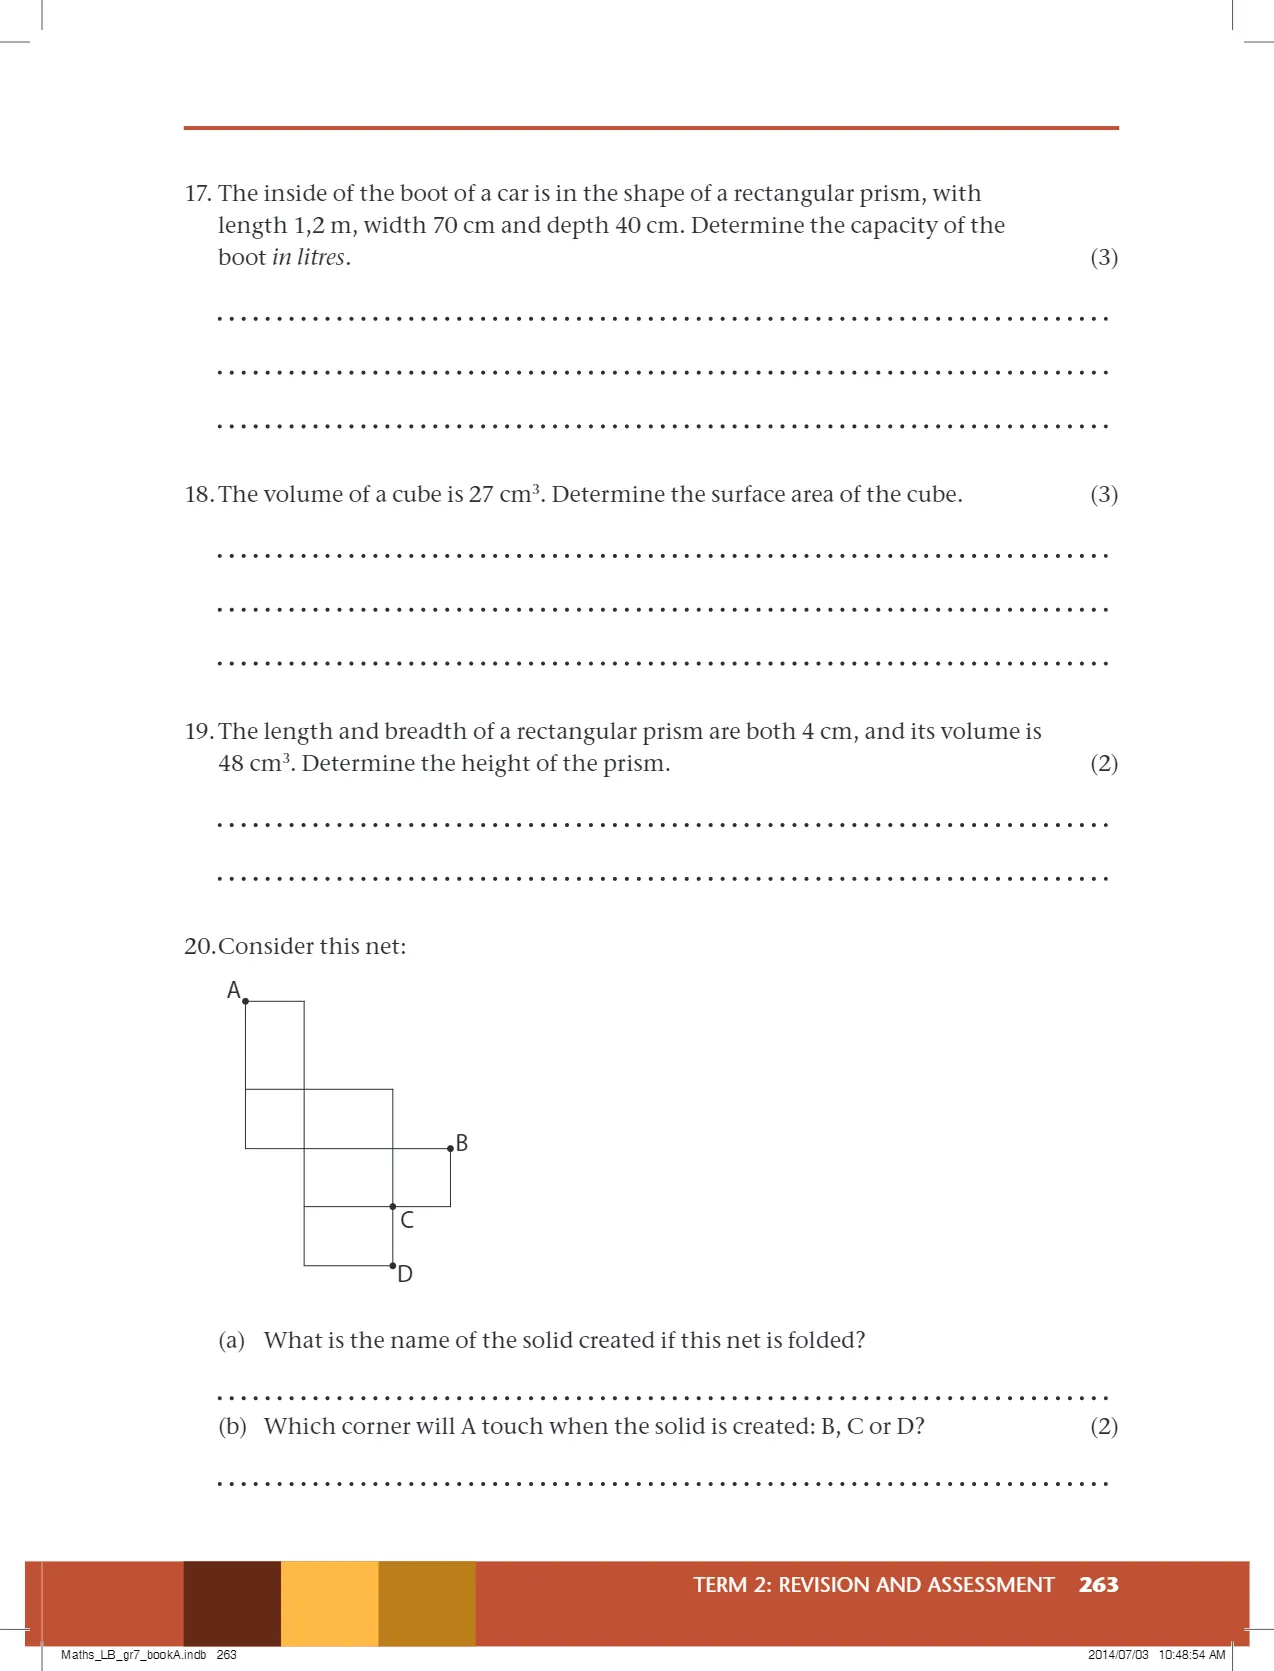 17. The inside of the boot of a car is in the shape of a rectangular prism, with
length 1,2 m, width 70 cm and depth 40 cm. Determine the capacity of the
boot in litres. (3)
18. The volume of a cube is 27 cm³. Determine the surface area of the cube. (3)
19. The length and breadth of a rectangular prism are both 4 cm, and its volume is
48 cm³. Determine the height of the prism. (2)
20. Consider this net:
A
B
C
D
(a) What is the name of the solid created if this net is folded?
(b) Which corner will A touch when the solid is created: B, C or D? (2)
TERM 2: REVISION AND ASSESSMENT 263
Maths_LB_gr7_bookA.indb 263 2014/07/03 10:48:54 AM